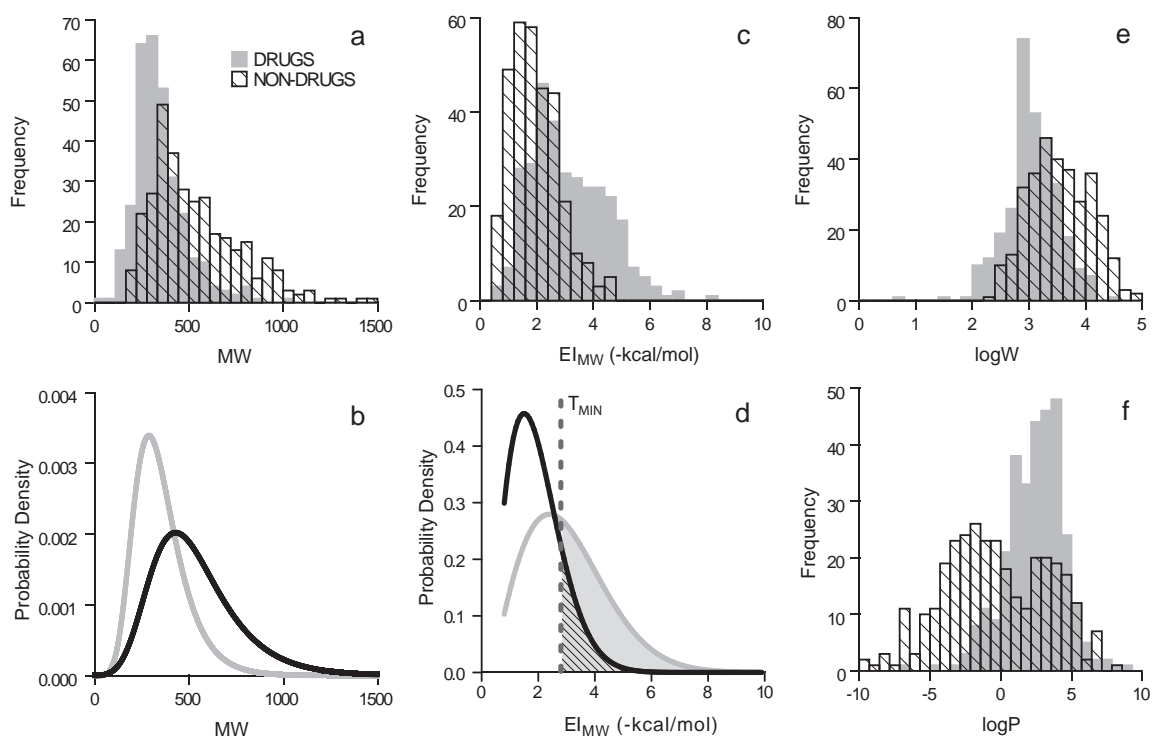 a
70
60
50
40
30
20
10
0
Frequency
0 500 1000 1500
MW
DRUGS
NON-DRUGS
c
60
40
20
0
Frequency
0 2 4 6 8 10
EI_MW (-kcal/mol)
e
80
60
40
20
0
Frequency
0 1 2 3 4 5
logW
b
0.004
0.003
0.002
0.001
0.000
Probability Density
0 500 1000 1500
MW
d
T_MIN
0.5
0.4
0.3
0.2
0.1
0.0
Probability Density
0 2 4 6 8 10
EI_MW (-kcal/mol)
f
50
40
30
20
10
0
Frequency
-10 -5 0 5 10
logP